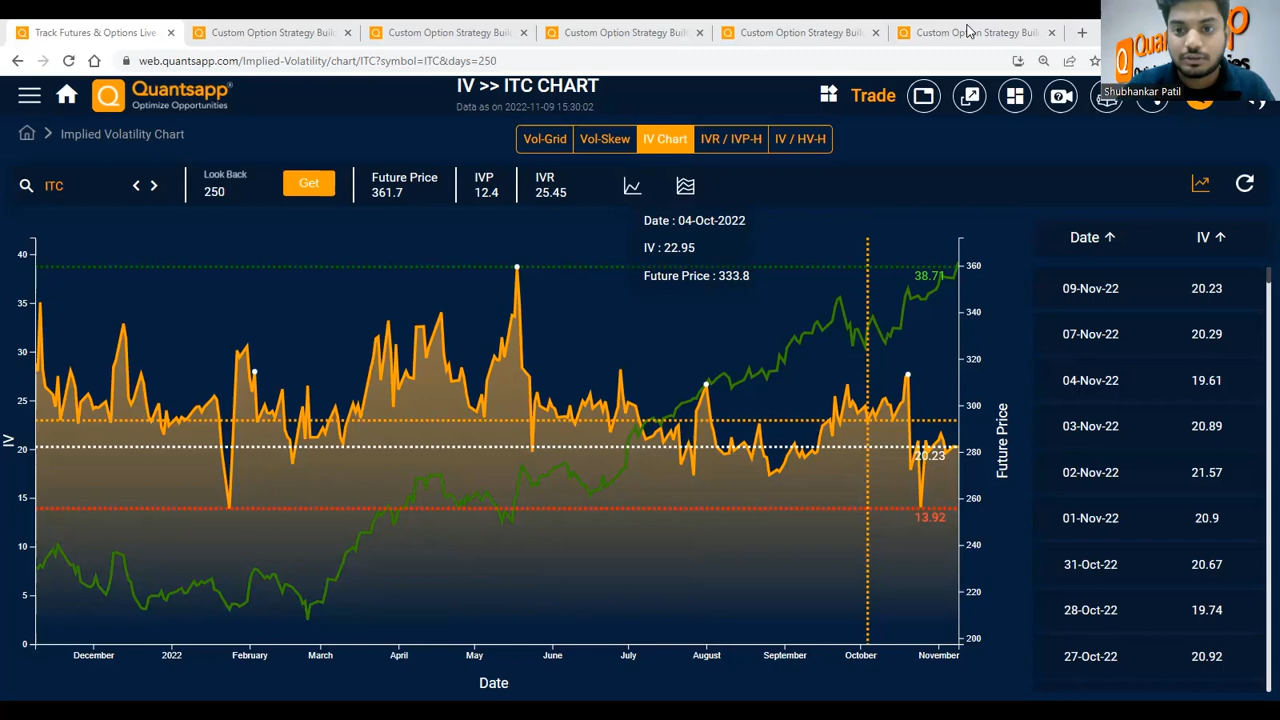 Track Futures & Options Live
Custom Option Strategy Buil
Custom Option Strategy Buil
Custom Option Strategy Buil
Custom Option Strategy Buil
Custom Option Strategy Buil
web.quantsapp.com/Implied-Volatility/chart/ITC?symbol=ITC&days=250
Shubhankar Patil
Quantsapp
Optimize Opportunities
IV >> ITC CHART
Data as on 2022-11-09 15:30:02
Trade
Implied Volatility Chart
Vol-Grid
Vol-Skew
IV Chart
IVR / IVP-H
IV / HV-H
ITC
Look Back
250
Get
Future Price
361.7
IVP
12.4
IVR
25.45
Date : 04-Oct-2022
IV : 22.95
Future Price : 333.8
40
35
30
25
20
15
10
5
0
IV
38.71
20.23
13.92
360
340
320
300
280
260
240
220
200
Future Price
December
2022
February
March
April
May
June
July
August
September
October
November
Date
Date IV
09-Nov-22 20.23
07-Nov-22 20.29
04-Nov-22 19.61
03-Nov-22 20.89
02-Nov-22 21.57
01-Nov-22 20.9
31-Oct-22 20.67
28-Oct-22 19.74
27-Oct-22 20.92